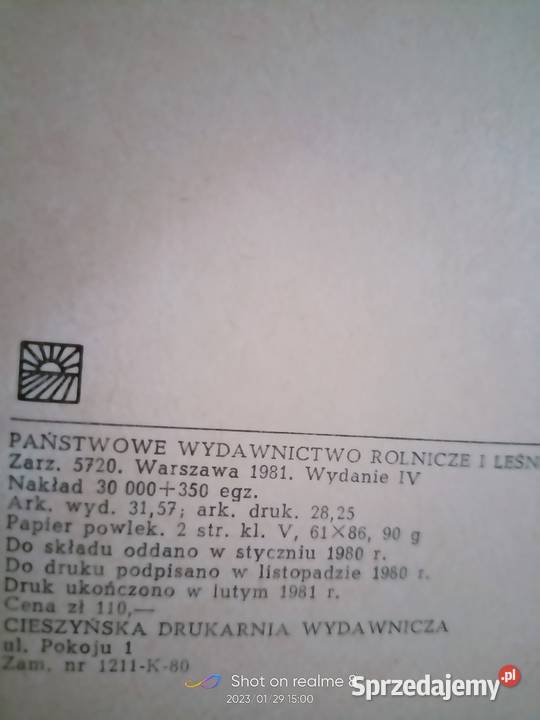 PAŃSTWOWE WYDAWNICTWO ROLNICZE I LEŚN
Zarz. 5720. Warszawa 1981. Wydanie IV
Nakład 30 000+350 egz.
Ark. wyd. 31,57; ark. druk. 28,25
Papier powlek. 2 str. kl. V, 61×86, 90 g
Do składu oddano w styczniu 1980 r.
Do druku podpisano w listopadzie 1980 r.
Druk ukończono w lutym 1981 r.
Cena zł 110,—
CIESZYŃSKA DRUKARNIA WYDAWNICZA
ul. Pokoju 1
Zam. nr 1211-K-80
Shot on realme 8
2023/01/29 15:00
Sprzedajemy.pl